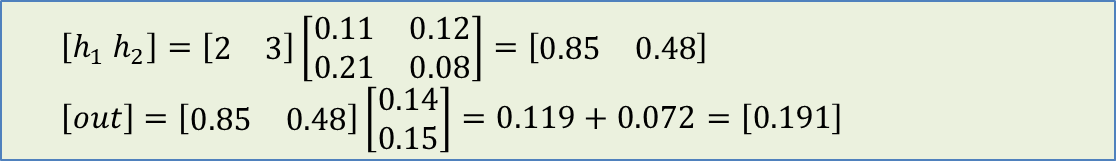 [h₁ h₂] = [2 3] [0.11 0.12 0.21 0.08] = [0.85 0.48]
[out] = [0.85 0.48] [0.14 0.15] = 0.119 + 0.072 = [0.191]